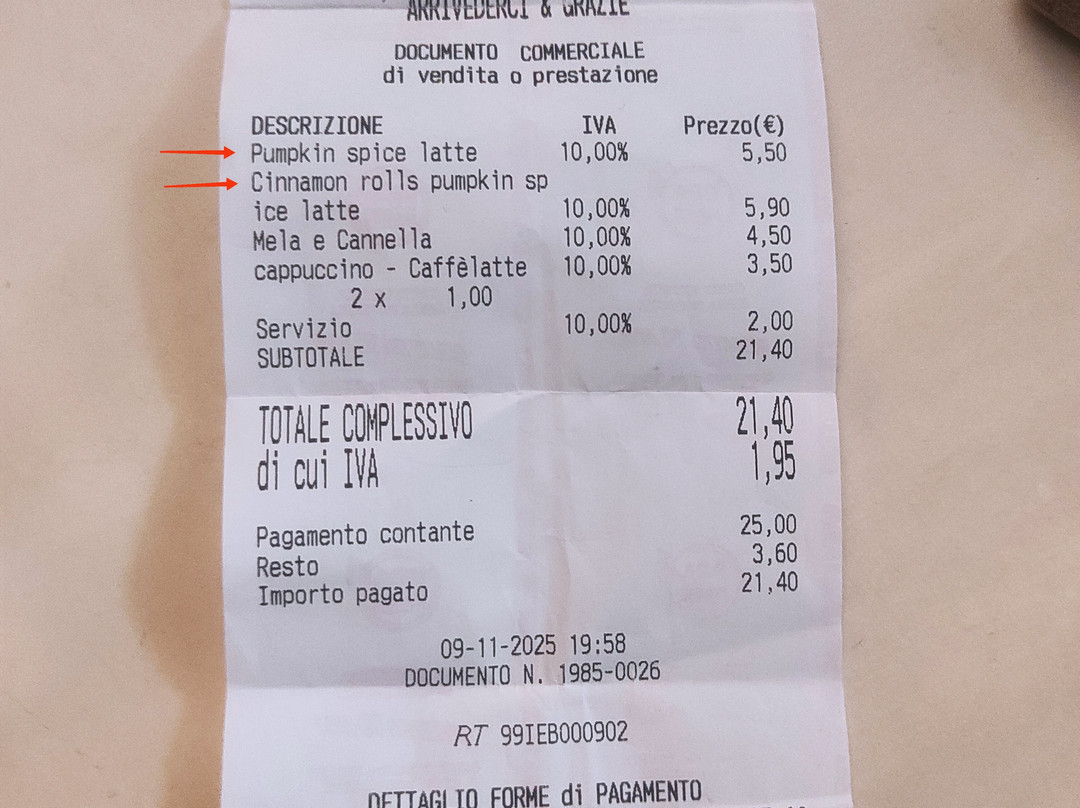 ARRIVEDERCI & GRAZIE
DOCUMENTO COMMERCIALE
di vendita o prestazione
DESCRIZIONE IVA Prezzo(€)
Pumpkin spice latte 10,00% 5,50
Cinnamon rolls pumpkin sp
ice latte 10,00% 5,90
Mela e Cannella 10,00% 4,50
cappuccino - Caffèlatte 10,00% 3,50
2 x 1,00
Servizio 10,00% 2,00
SUBTOTALE 21,40
TOTALE COMPLESSIVO 21,40
di cui IVA 1,95
Pagamento contante 25,00
Resto 3,60
Importo pagato 21,40
09-11-2025 19:58
DOCUMENTO N. 1985-0026
RT 99IEB000902
DETTAGLIO FORME di PAGAMENTO